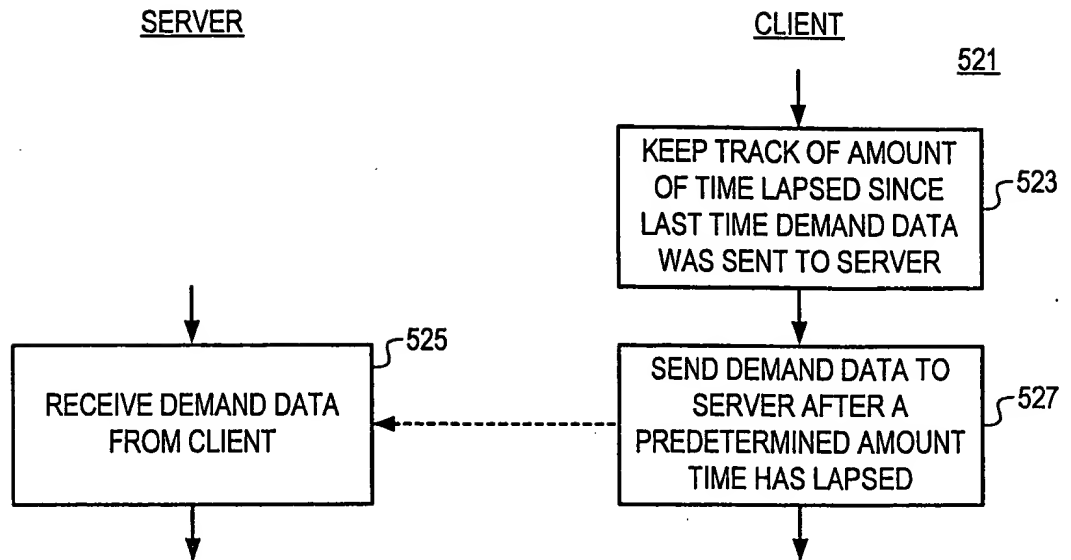 SERVER
CLIENT
521
KEEP TRACK OF AMOUNT
OF TIME LAPSED SINCE
LAST TIME DEMAND DATA
WAS SENT TO SERVER
523
RECEIVE DEMAND DATA
FROM CLIENT
525
SEND DEMAND DATA TO
SERVER AFTER A
PREDETERMINED AMOUNT
TIME HAS LAPSED
527